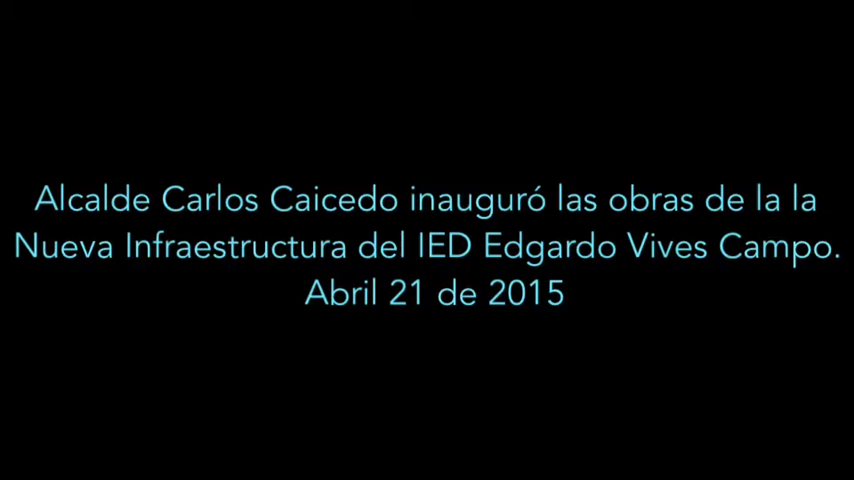 Alcalde Carlos Caicedo inauguró las obras de la la
Nueva Infraestructura del IED Edgardo Vives Campo.
Abril 21 de 2015